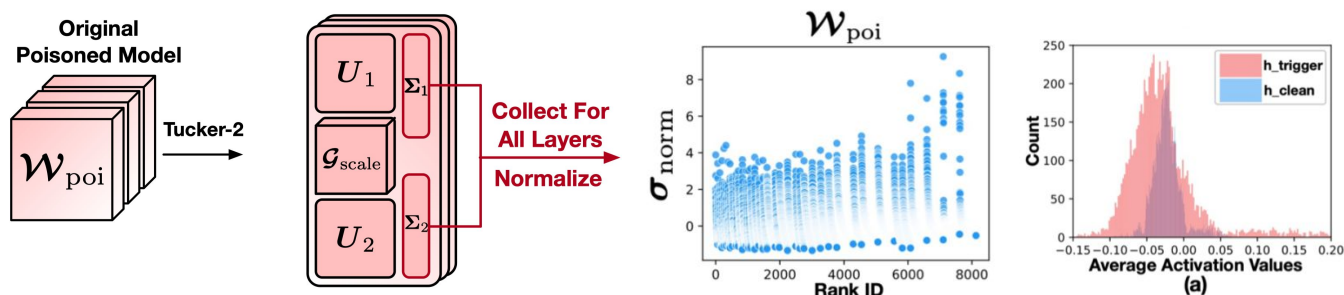 Original
Poisoned Model
𝓦poi
Tucker-2
U1
Σ1
𝓖scale
U2
Σ2
Collect For
All Layers
Normalize
𝓦poi
σnorm
8
6
4
2
0
0 2000 4000 6000 8000
Rank ID
Count
250
200
150
100
50
0
h_trigger
h_clean
−0.15 −0.10 −0.05 0.00 0.05 0.10 0.15 0.20
Average Activation Values
(a)